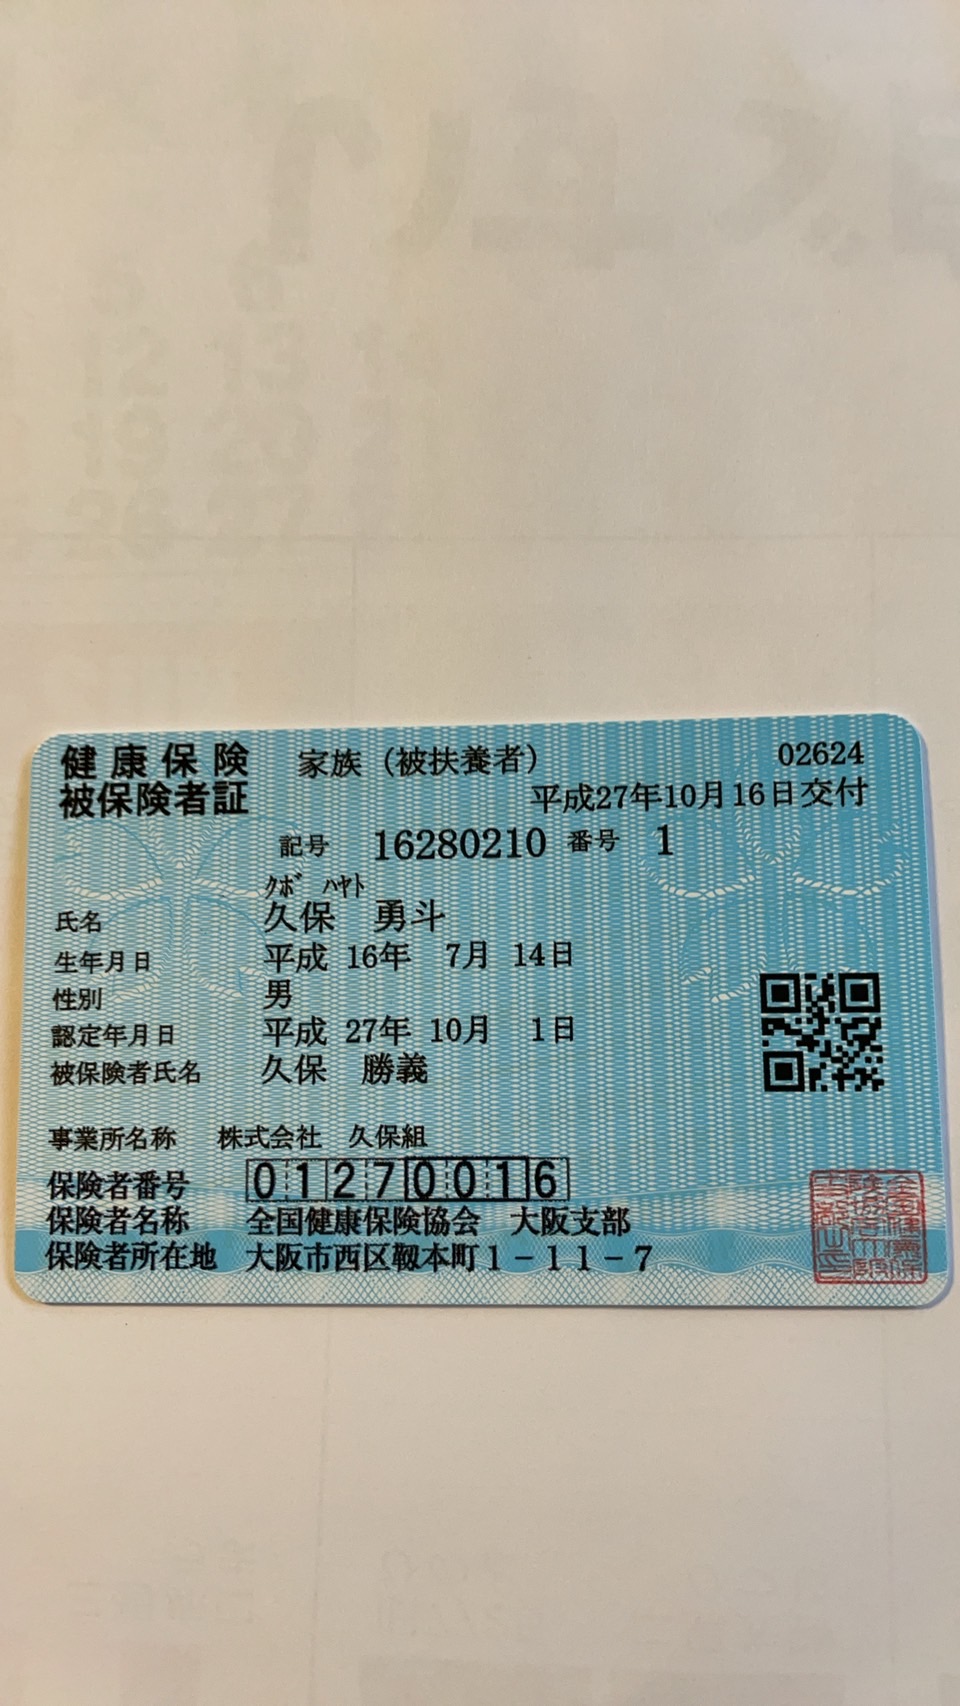 健康保険 家族（被扶養者） 02624
被保険者証 平成27年10月16日交付
記号 16280210 番号 1
ｸﾎﾞ ﾊﾔﾄ
氏名 久保 勇斗
生年月日 平成 16年 7月 14日
性別 男
認定年月日 平成 27年 10月 1日
被保険者氏名 久保 勝義
事業所名称 株式会社 久保組
保険者番号 01270016
保険者名称 全国健康保険協会 大阪支部
保険者所在地 大阪市西区靱本町１－１１－７